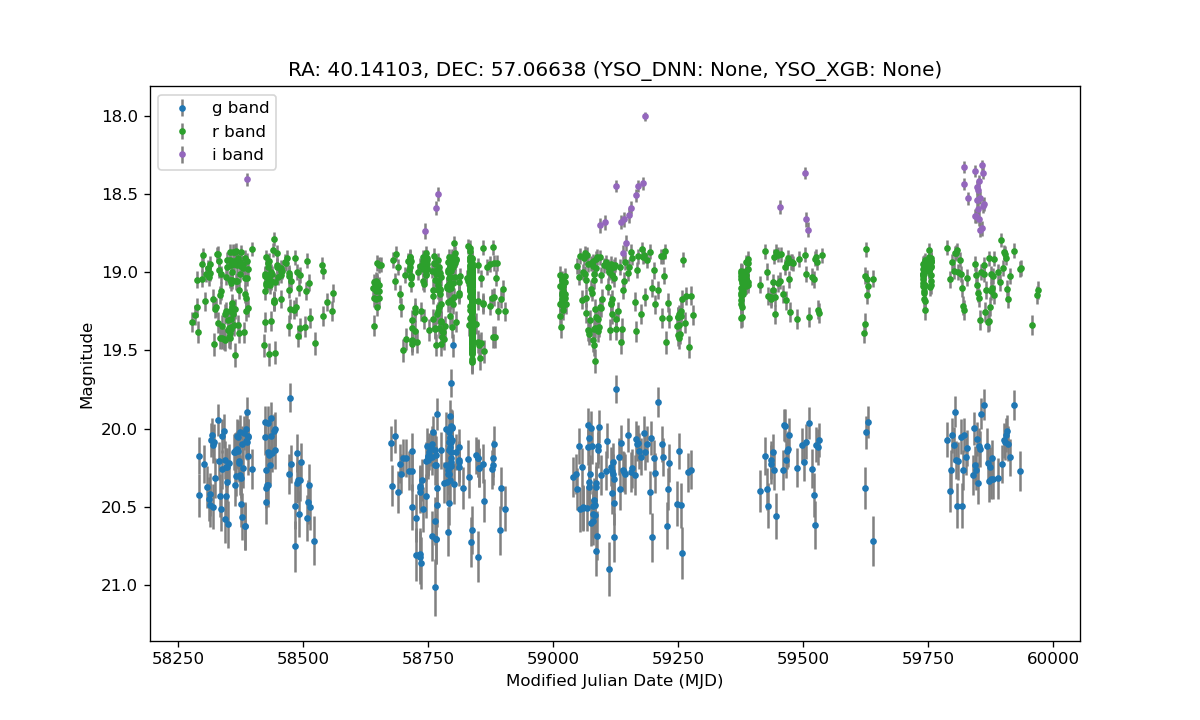 RA: 40.14103, DEC: 57.06638 (YSO_DNN: None, YSO_XGB: None)
g band
r band
i band
18.0
18.5
19.0
19.5
20.0
20.5
21.0
Magnitude
58250 58500 58750 59000 59250 59500 59750 60000
Modified Julian Date (MJD)